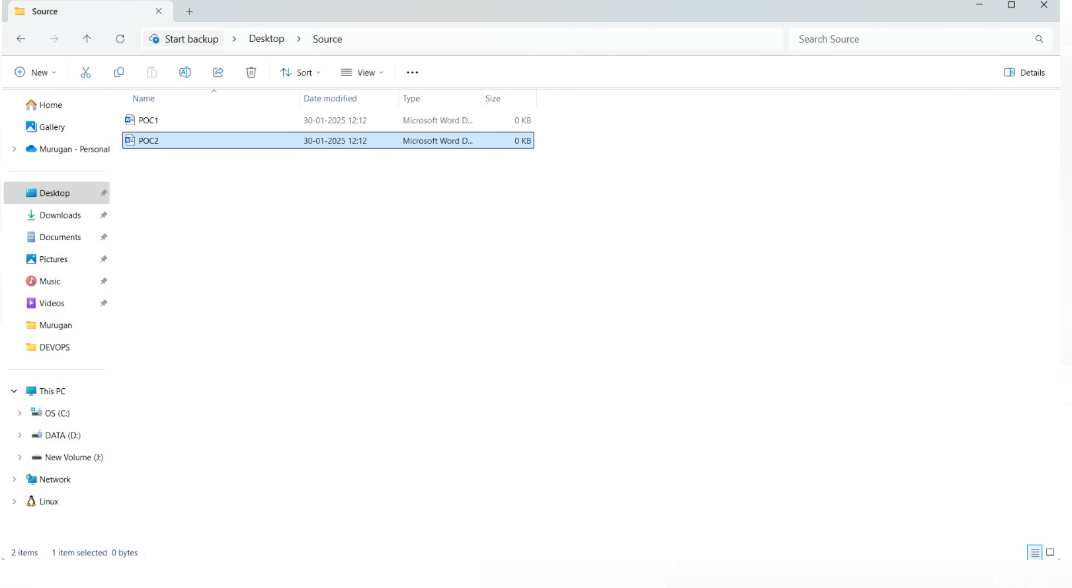 Source
Start backup > Desktop > Source
Search Source
New
Sort
View
Details
Name Date modified Type Size
POC1 30-01-2025 12:12 Microsoft Word D... 0 KB
POC2 30-01-2025 12:12 Microsoft Word D... 0 KB
Home
Gallery
Murugan - Personal
Desktop
Downloads
Documents
Pictures
Music
Videos
Murugan
DEVOPS
This PC
OS (C:)
DATA (D:)
New Volume (J:)
Network
Linux
2 items 1 item selected 0 bytes